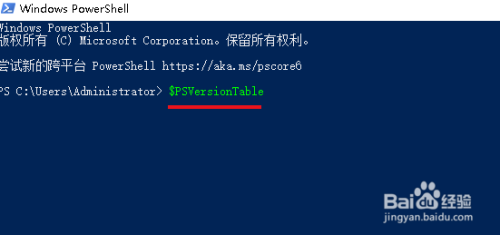 Windows PowerShell
Windows PowerShell
版权所有 (C) Microsoft Corporation。保留所有权利。
尝试新的跨平台 PowerShell https://aka.ms/pscore6
PS C:\Users\Administrator> $PSVersionTable
Baidu经验
jingyan.baidu.com